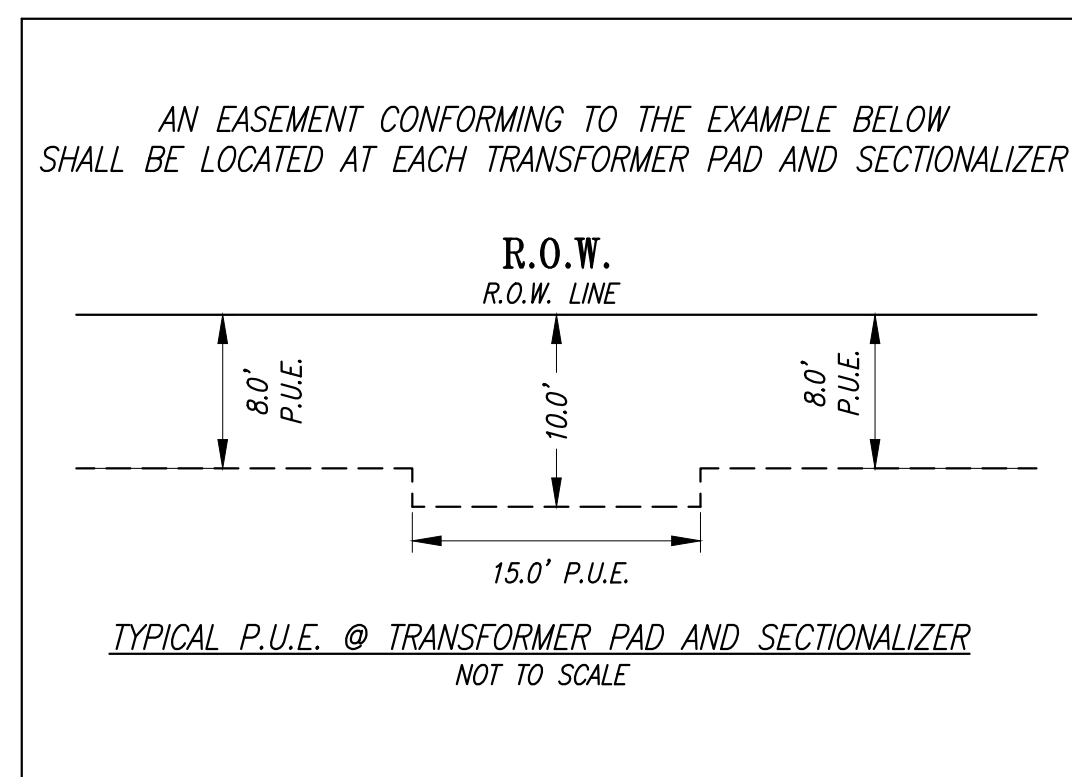 AN EASEMENT CONFORMING TO THE EXAMPLE BELOW
SHALL BE LOCATED AT EACH TRANSFORMER PAD AND SECTIONALIZER
R.O.W.
R.O.W. LINE
8.0'
P.U.E.
10.0'
8.0'
P.U.E.
15.0' P.U.E.
TYPICAL P.U.E. @ TRANSFORMER PAD AND SECTIONALIZER
NOT TO SCALE